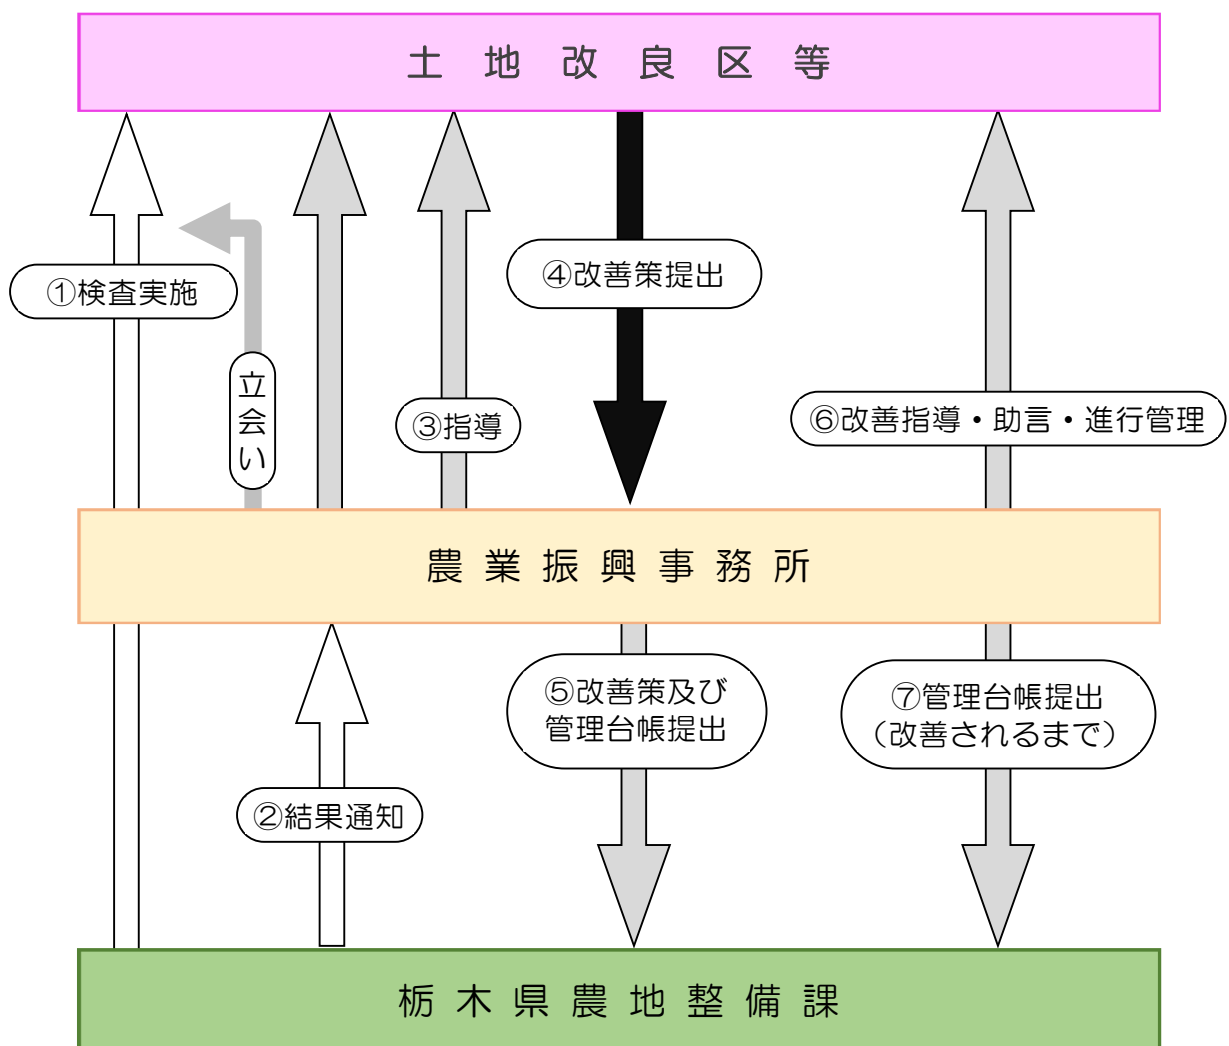 土地改良区等
①検査実施
立会い
③指導
④改善策提出
⑥改善指導・助言・進行管理
農業振興事務所
②結果通知
⑤改善策及び
管理台帳提出
⑦管理台帳提出
（改善されるまで）
栃木県農地整備課